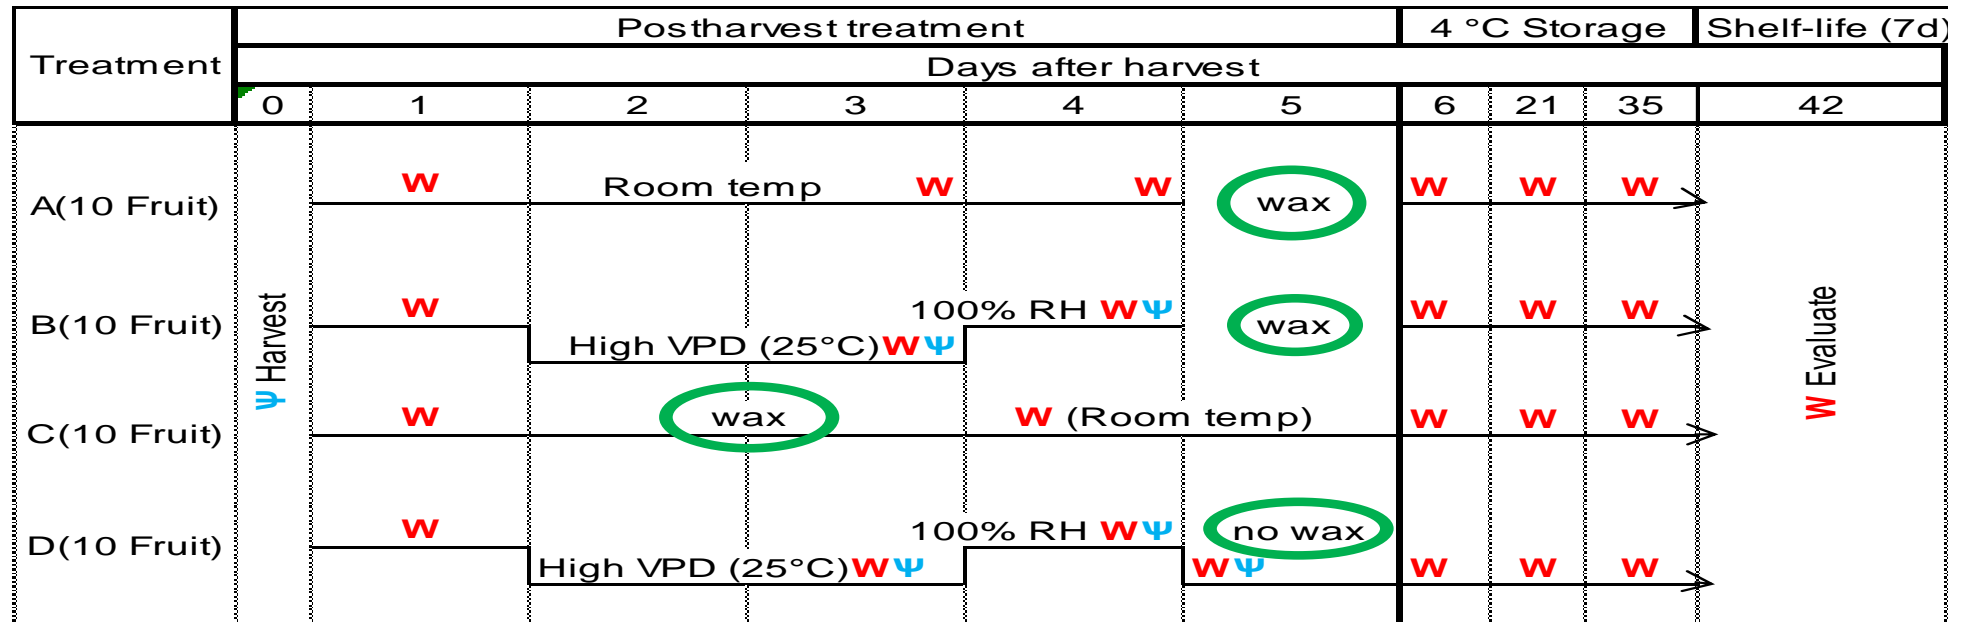 Postharvest treatment 4 °C Storage Shelf-life (7d)
Treatment Days after harvest
0 1 2 3 4 5 6 21 35 42
A(10 Fruit) W Room temp W W wax W W W
B(10 Fruit) W High VPD (25°C) W Ψ 100% RH W Ψ wax W W W
C(10 Fruit) W wax W (Room temp) W W W
D(10 Fruit) W High VPD (25°C) W Ψ 100% RH W Ψ no wax W Ψ W W W
Ψ Harvest
W Evaluate